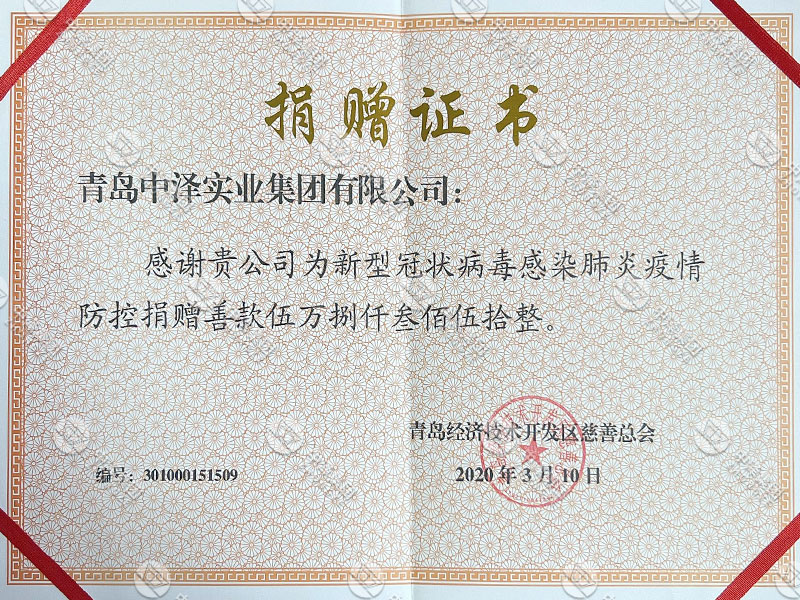 捐赠证书
青岛中泽实业集团有限公司：
感谢贵公司为新型冠状病毒感染肺炎疫情
防控捐赠善款伍万捌仟叁佰伍拾整。
青岛经济技术开发区慈善总会
编号：301000151509
2020年3月10日